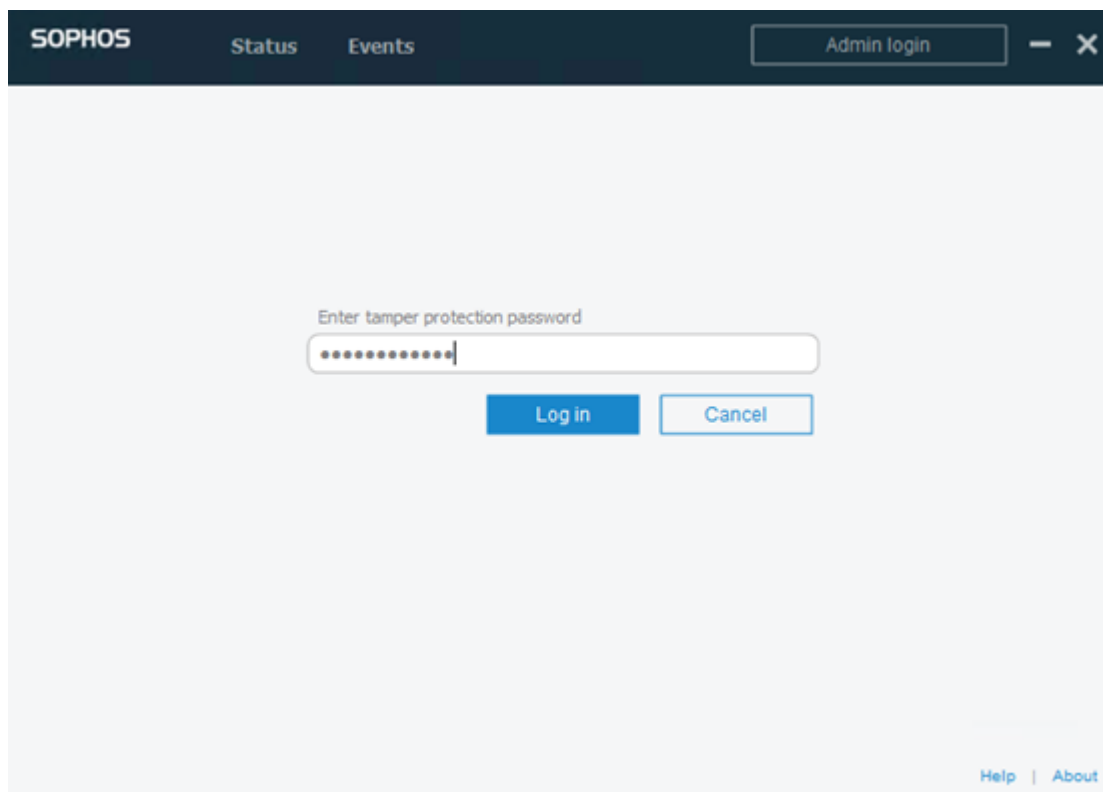 SOPHOS Status Events Admin login
Enter tamper protection password
••••••••••••
Log in Cancel
Help | About